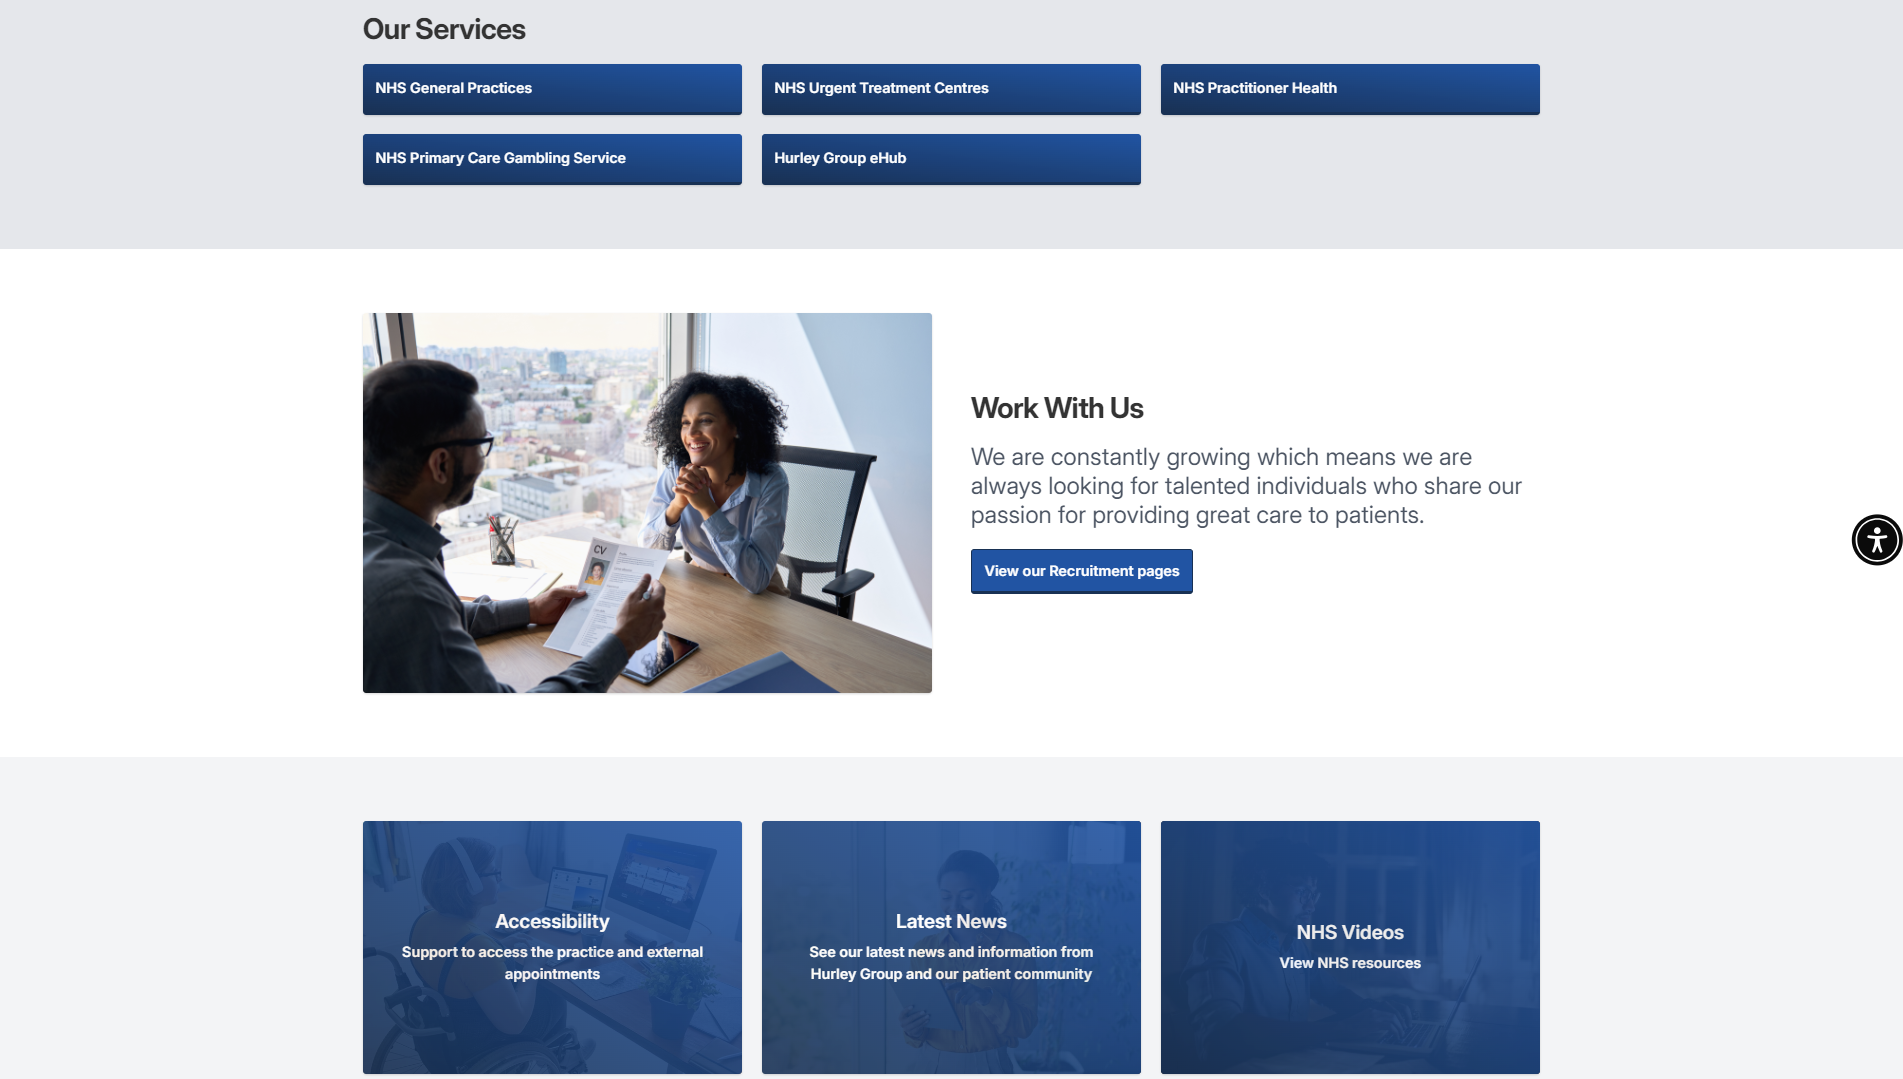 Our Services
NHS General Practices
NHS Urgent Treatment Centres
NHS Practitioner Health
NHS Primary Care Gambling Service
Hurley Group eHub
CV
Work With Us
We are constantly growing which means we are
always looking for talented individuals who share our
passion for providing great care to patients.
View our Recruitment pages
Accessibility
Support to access the practice and external
appointments
Latest News
See our latest news and information from
Hurley Group and our patient community
NHS Videos
View NHS resources